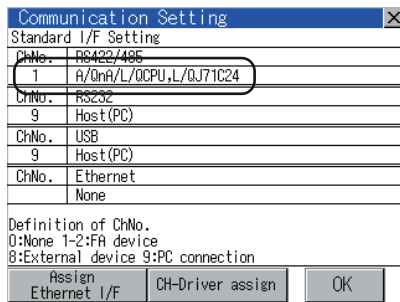 Communication Setting
Standard I/F Setting
ChNo. RS422/485
1 A/QnA/L/QCPU,L/QJ71C24
ChNo. RS232
9 Host(PC)
ChNo. USB
9 Host(PC)
ChNo. Ethernet
None
Definition of ChNo.
0:None 1-2:FA device
8:External device 9:PC connection
Assign
Ethernet I/F
CH-Driver assign
OK